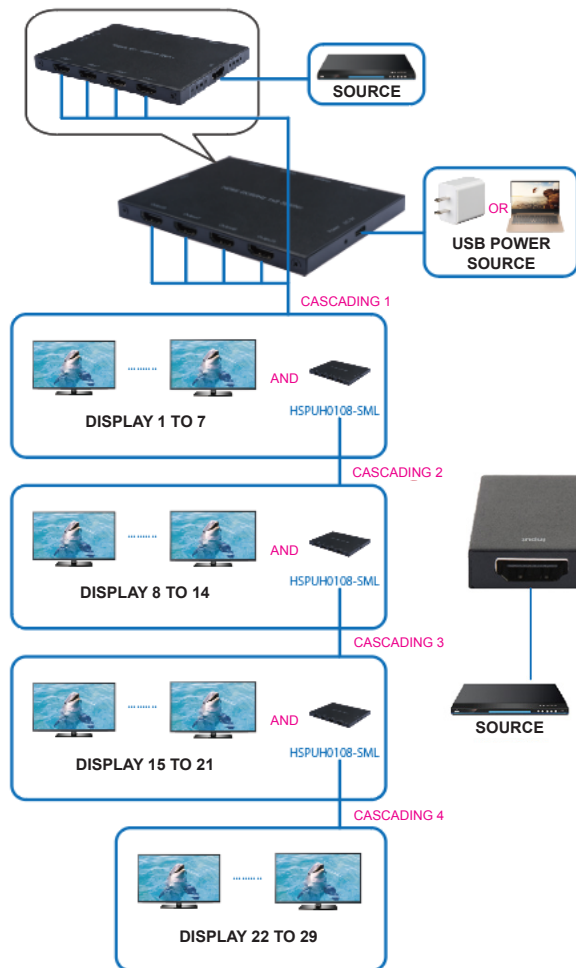 SOURCE
OR
USB POWER
SOURCE
CASCADING 1
AND
HSPUH0108-SML
DISPLAY 1 TO 7
CASCADING 2
AND
HSPUH0108-SML
DISPLAY 8 TO 14
CASCADING 3
AND
HSPUH0108-SML
DISPLAY 15 TO 21
CASCADING 4
DISPLAY 22 TO 29
Input
SOURCE